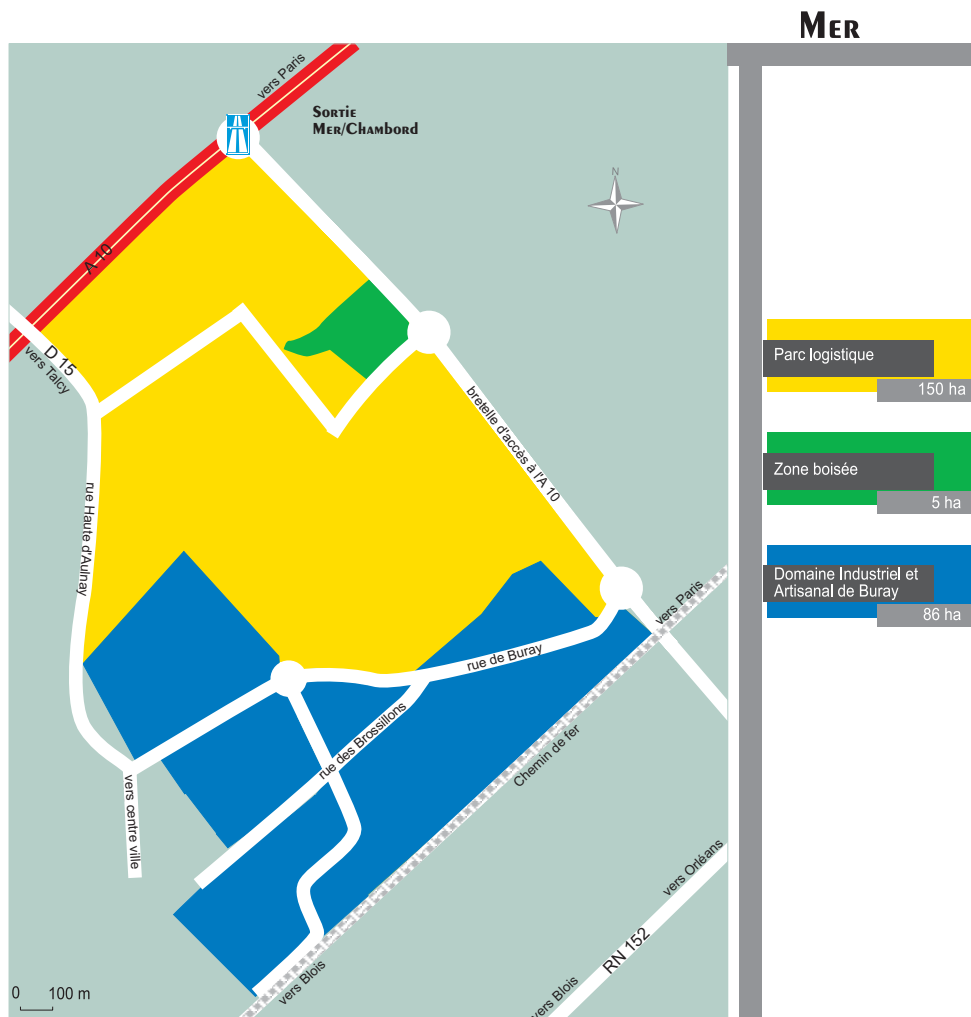 MER
vers Paris
SORTIE
MER/CHAMBORD
N
A 10
D 15
vers Talcy
bretelle d'accès à l'A 10
rue Haute d'Aulnay
vers Paris
rue de Buray
rue des Brossillons
Chemin de fer
vers centre ville
vers Orléans
RN 152
vers Blois
vers Blois
0 100 m
Parc logistique
150 ha
Zone boisée
5 ha
Domaine Industriel et
Artisanal de Buray
86 ha